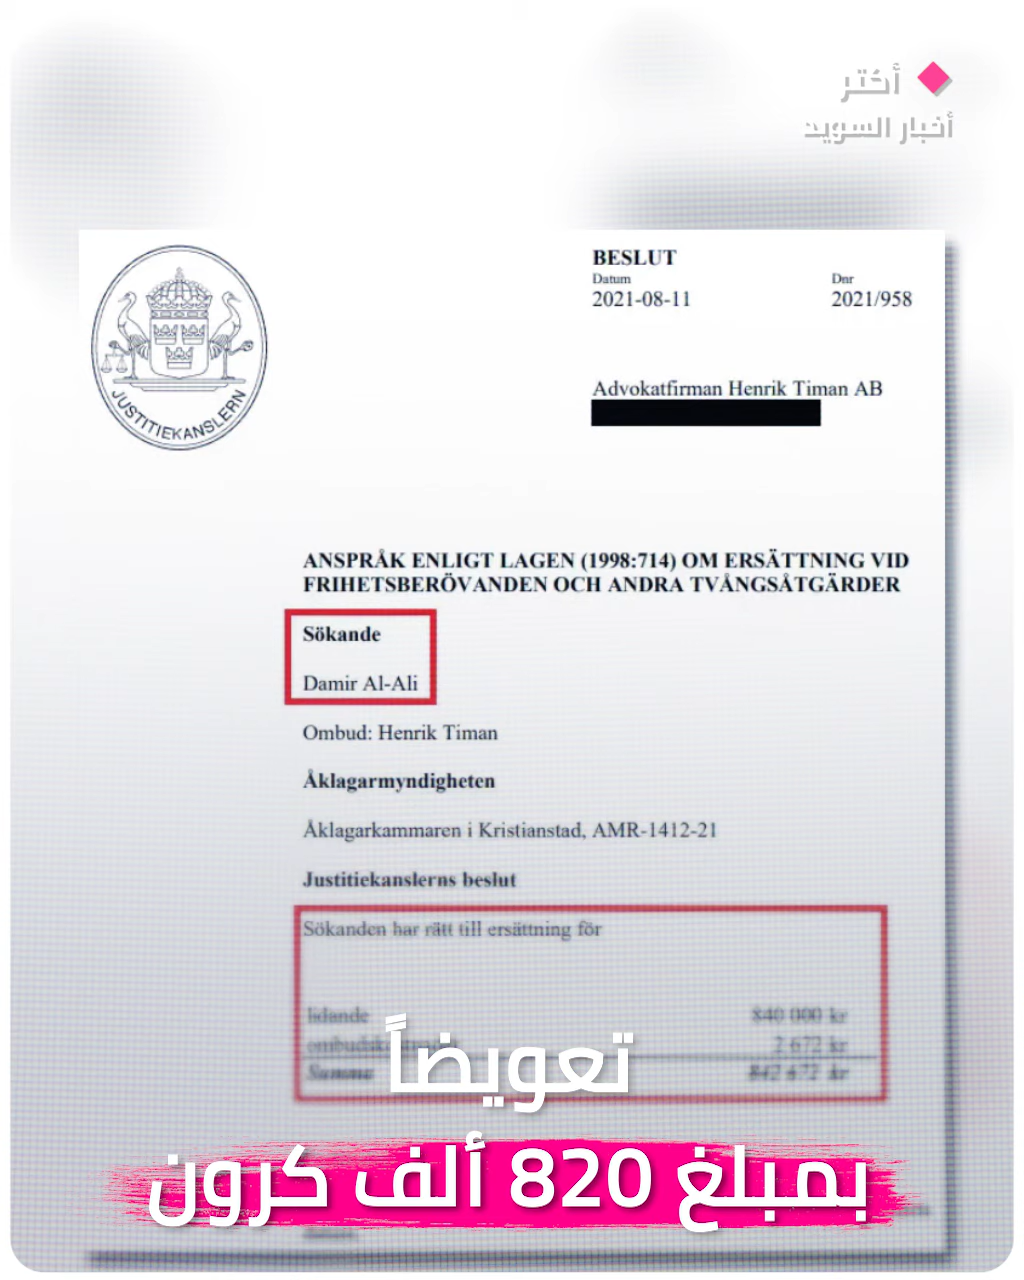 أكتر
أخبار السويد
BESLUT
Datum
Dnr
2021-08-11
2021/958
Advokatfirman Henrik Timan AB
JUSTITIEKANSLERN
ANSPRÅK ENLIGT LAGEN (1998:714) OM ERSÄTTNING VID
FRIHETSBERÖVANDEN OCH ANDRA TVÅNGSÅTGÄRDER
Sökande
Damir Al-Ali
Ombud: Henrik Timan
Åklagarmyndigheten
Åklagarkammaren i Kristianstad, AMR-1412-21
Justitiekanslerns beslut
Sökanden har rätt till ersättning för
lidande 840 000 kr
2 672 kr
Summa 842 672 kr
تعويضاً
بمبلغ 820 ألف كرون